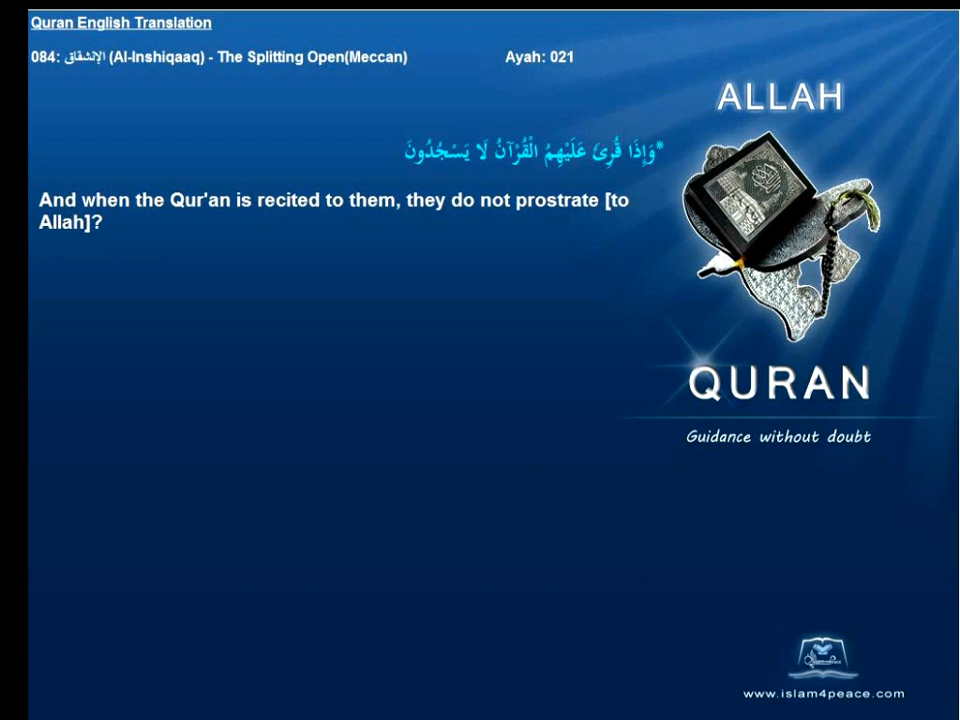 Quran English Translation
084: الإنشقاق (Al-Inshiqaaq) - The Splitting Open(Meccan) Ayah: 021
ALLAH
*وَإِذَا قُرِئَ عَلَيْهِمُ الْقُرْآنُ لَا يَسْجُدُونَ
And when the Qur'an is recited to them, they do not prostrate [to
Allah]?
QURAN
Guidance without doubt
www.islam4peace.com